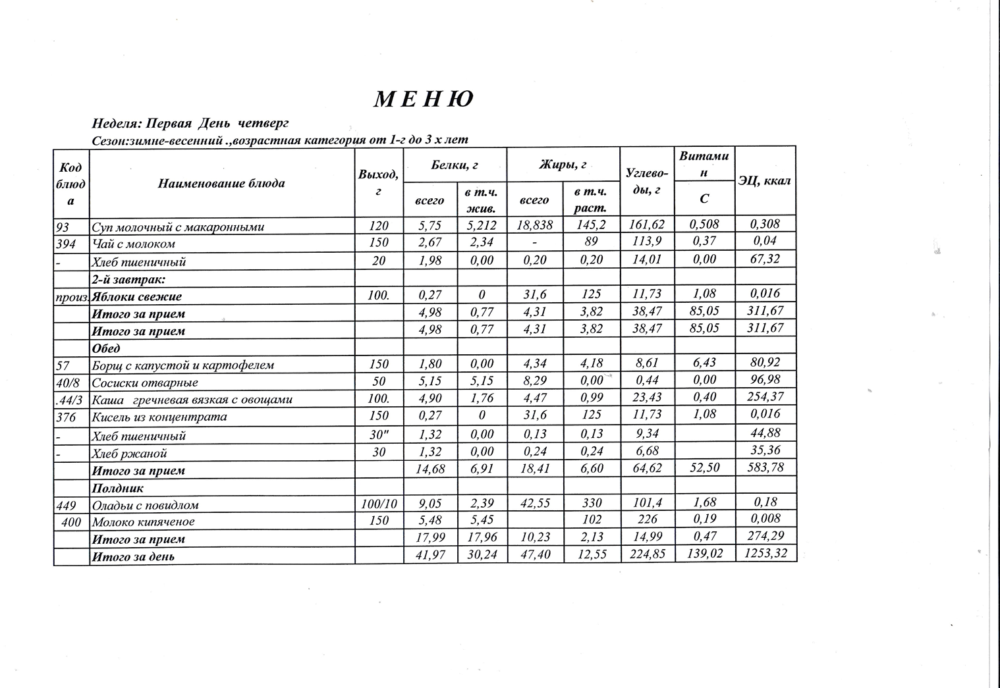 М Е Н Ю
Неделя: Первая День четверг
Сезон:зимне-весенний .,возрастная категория от 1-г до 3 х лет
Код блюда Наименование блюда Выход, г Белки, г Жиры, г Углево-ды, г Витамин ЭЦ, ккал
всего в т.ч. жив. всего в т.ч. раст. С
93 Суп молочный с макаронными 120 5,75 5,212 18,838 145,2 161,62 0,508 0,308
394 Чай с молоком 150 2,67 2,34 - 89 113,9 0,37 0,04
- Хлеб пшеничный 20 1,98 0,00 0,20 0,20 14,01 0,00 67,32
2-й завтрак:
произ. Яблоки свежие 100. 0,27 0 31,6 125 11,73 1,08 0,016
Итого за прием 4,98 0,77 4,31 3,82 38,47 85,05 311,67
Итого за прием 4,98 0,77 4,31 3,82 38,47 85,05 311,67
Обед
57 Борщ с капустой и картофелем 150 1,80 0,00 4,34 4,18 8,61 6,43 80,92
40/8 Сосиски отварные 50 5,15 5,15 8,29 0,00 0,44 0,00 96,98
.44/3 Каша гречневая вязкая с овощами 100. 4,90 1,76 4,47 0,99 23,43 0,40 254,37
376 Кисель из концентрата 150 0,27 0 31,6 125 11,73 1,08 0,016
- Хлеб пшеничный 30" 1,32 0,00 0,13 0,13 9,34 44,88
- Хлеб ржаной 30 1,32 0,00 0,24 0,24 6,68 35,36
Итого за прием 14,68 6,91 18,41 6,60 64,62 52,50 583,78
Полдник
449 Оладьи с повидлом 100/10 9,05 2,39 42,55 330 101,4 1,68 0,18
400 Молоко кипяченое 150 5,48 5,45 102 226 0,19 0,008
Итого за прием 17,99 17,96 10,23 2,13 14,99 0,47 274,29
Итого за день 41,97 30,24 47,40 12,55 224,85 139,02 1253,32